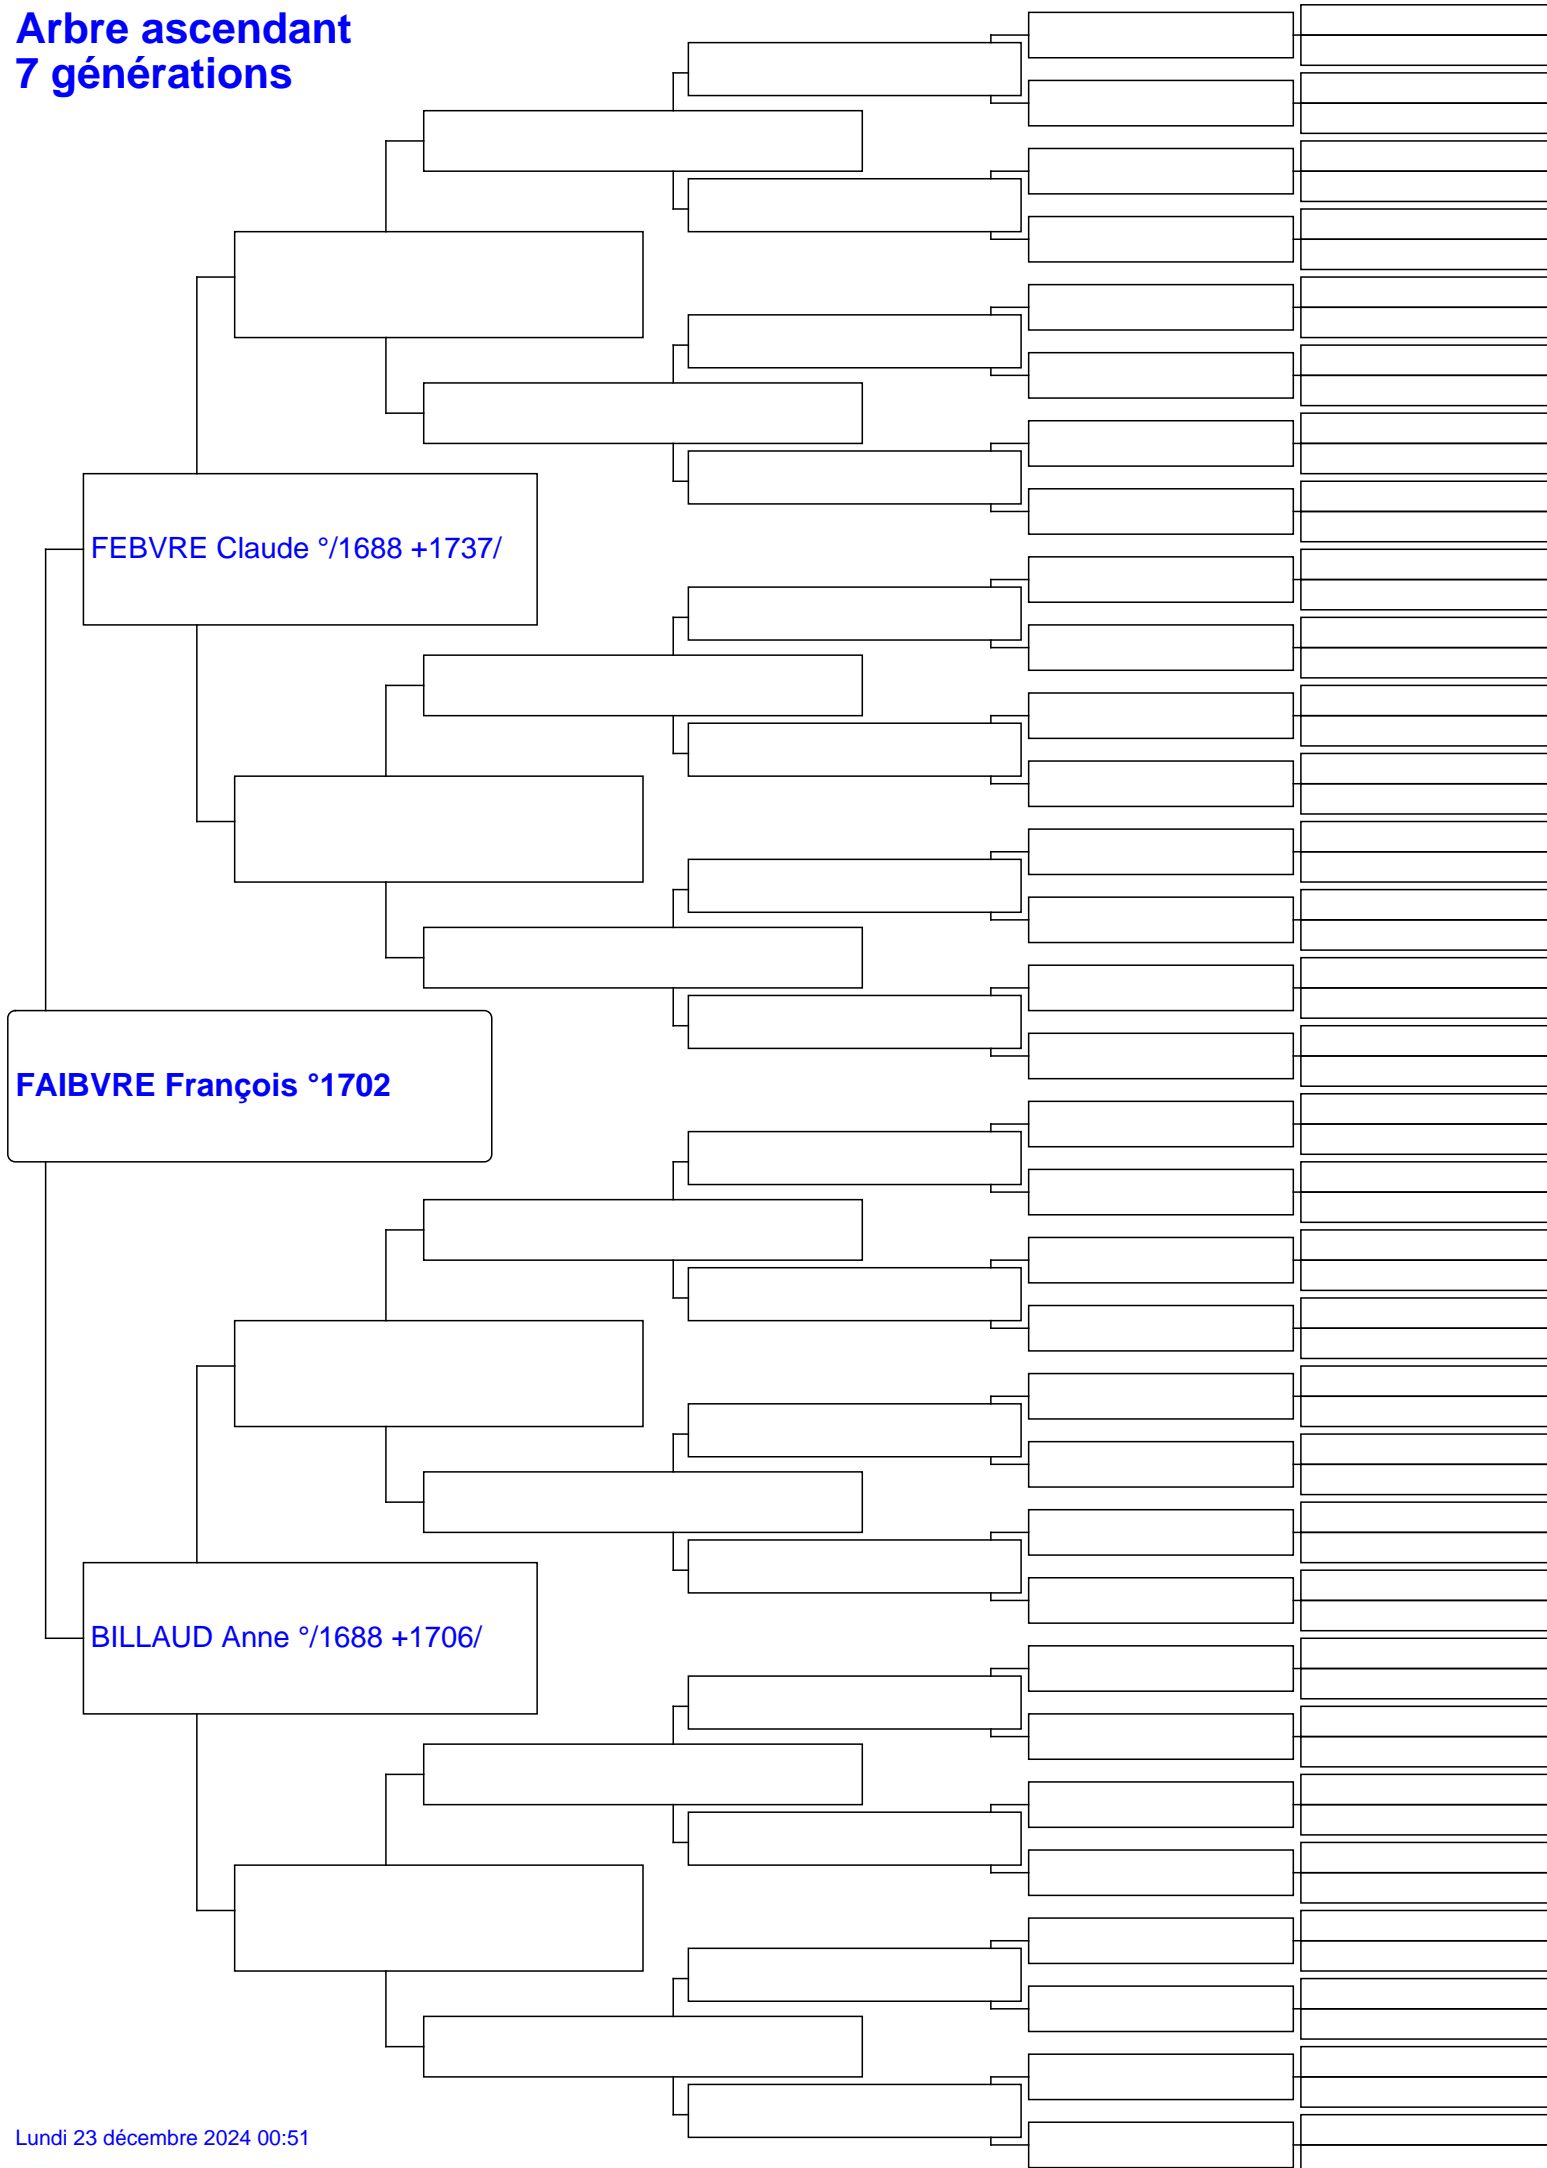 Arbre ascendant
7 générations
FEBVRE Claude °/1688 +1737/
FAIBVRE François °1702
BILLAUD Anne °/1688 +1706/
Lundi 23 décembre 2024 00:51